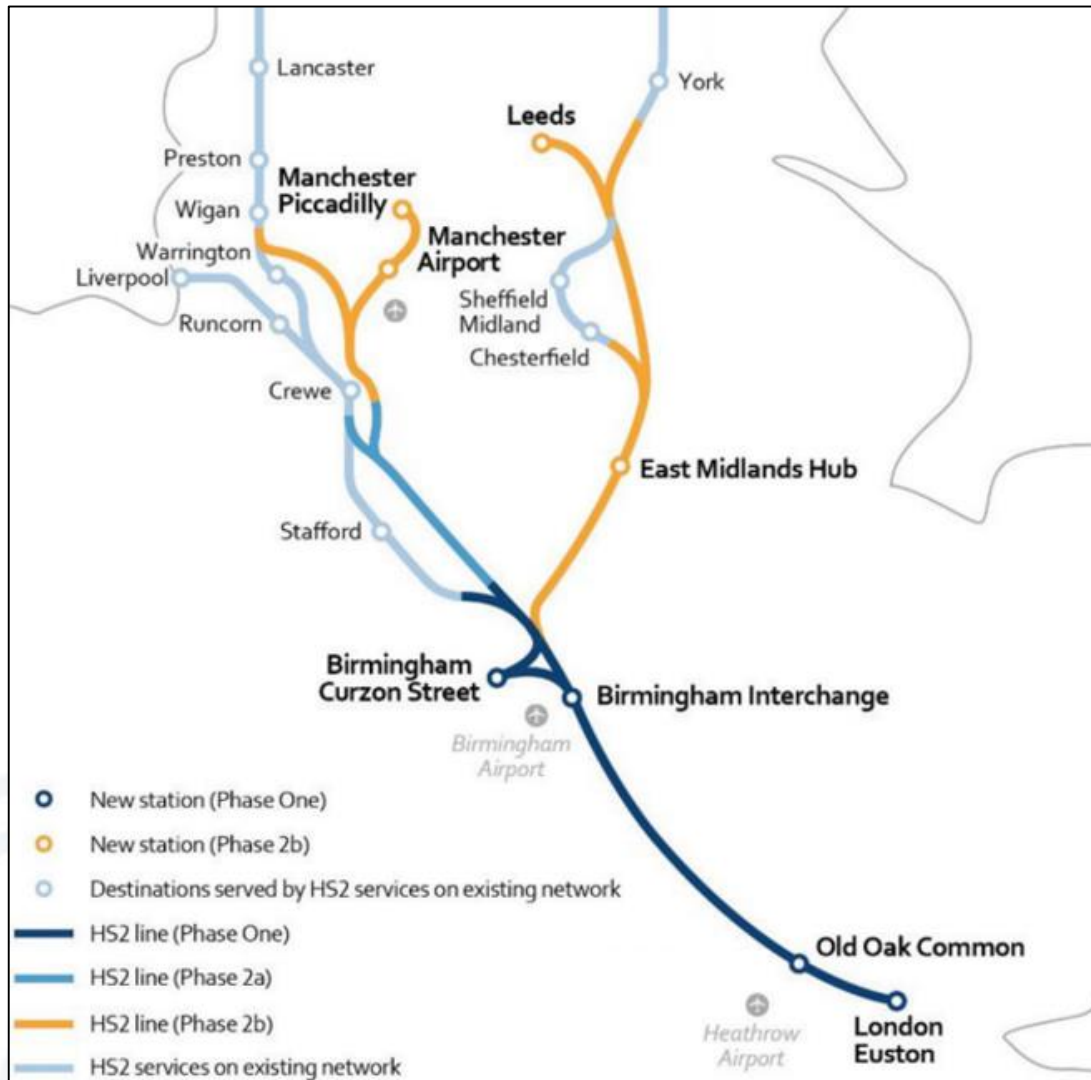 Lancaster
York
Leeds
Preston
Manchester
Piccadilly
Wigan
Manchester
Airport
Warrington
Liverpool
Sheffield
Midland
Runcorn
Chesterfield
Crewe
East Midlands Hub
Stafford
Birmingham
Curzon Street
Birmingham Interchange
Birmingham
Airport
New station (Phase One)
New station (Phase 2b)
Destinations served by HS2 services on existing network
HS2 line (Phase One)
Old Oak Common
HS2 line (Phase 2a)
HS2 line (Phase 2b)
Heathrow
Airport
London
Euston
HS2 services on existing network